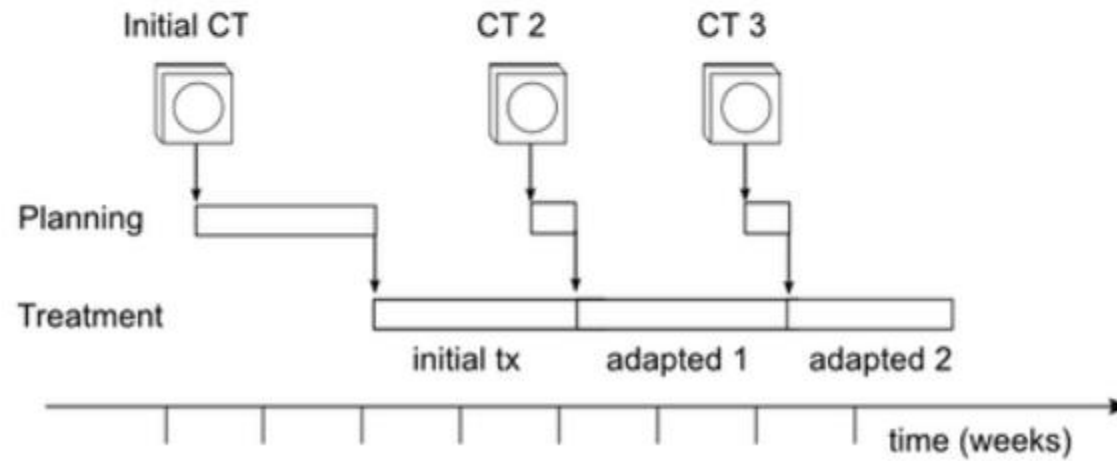 Initial CT
CT 2
CT 3
Planning
Treatment
initial tx
adapted 1
adapted 2
time (weeks)